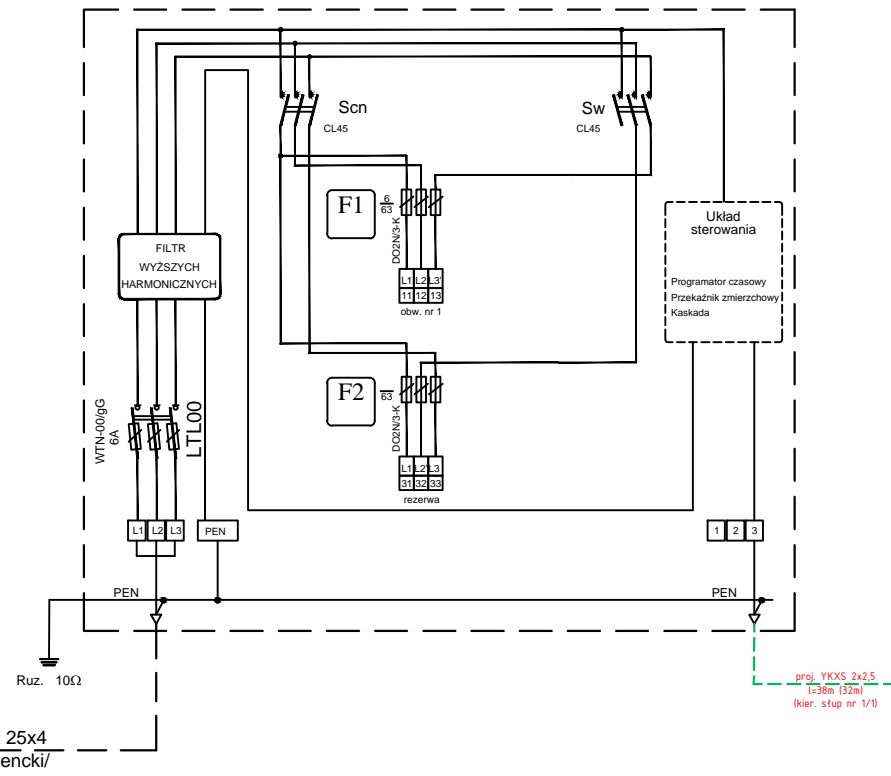 Scn
CL45
Sw
CL45
F1
6
63
DO2N/3-K
L1 L2 L3'
11 12 13
obw. nr 1
Układ
sterowania
Programator czasowy
Przekaźnik zmierzchowy
Kaskada
FILTR
WYŻSZYCH
HARMONICZNYCH
F2
63
DO2N/3-K
L1 L2' L3
31 32 33
rezerwa
WTN-00/gG
6A
LTL00
L1 L2 L3
PEN
1 2 3
PEN
PEN
Ruz. 10Ω
proj. YKXS 2x2,5
l=38m (32m)
(kier. słup nr 1/1)
25x4
encki/